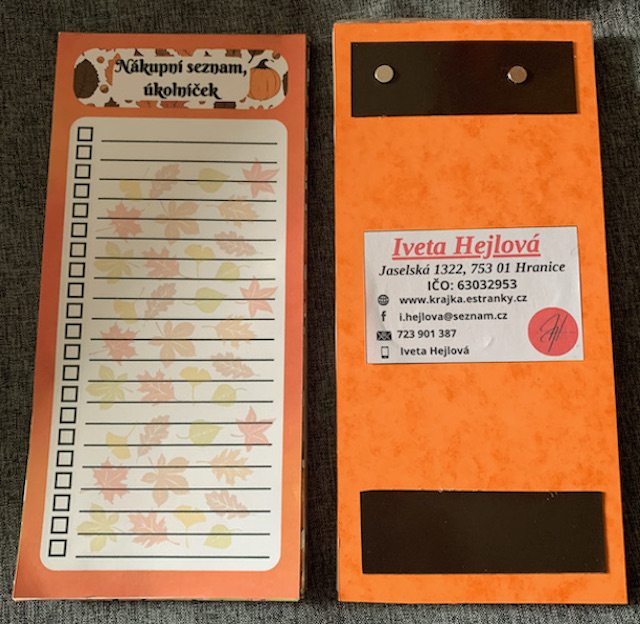 Nákupní seznam,
úkolníček
Iveta Hejlová
Jaselská 1322, 753 01 Hranice
IČO: 63032953
www.krajka.estranky.cz
i.hejlova@seznam.cz
723 901 387
Iveta Hejlová